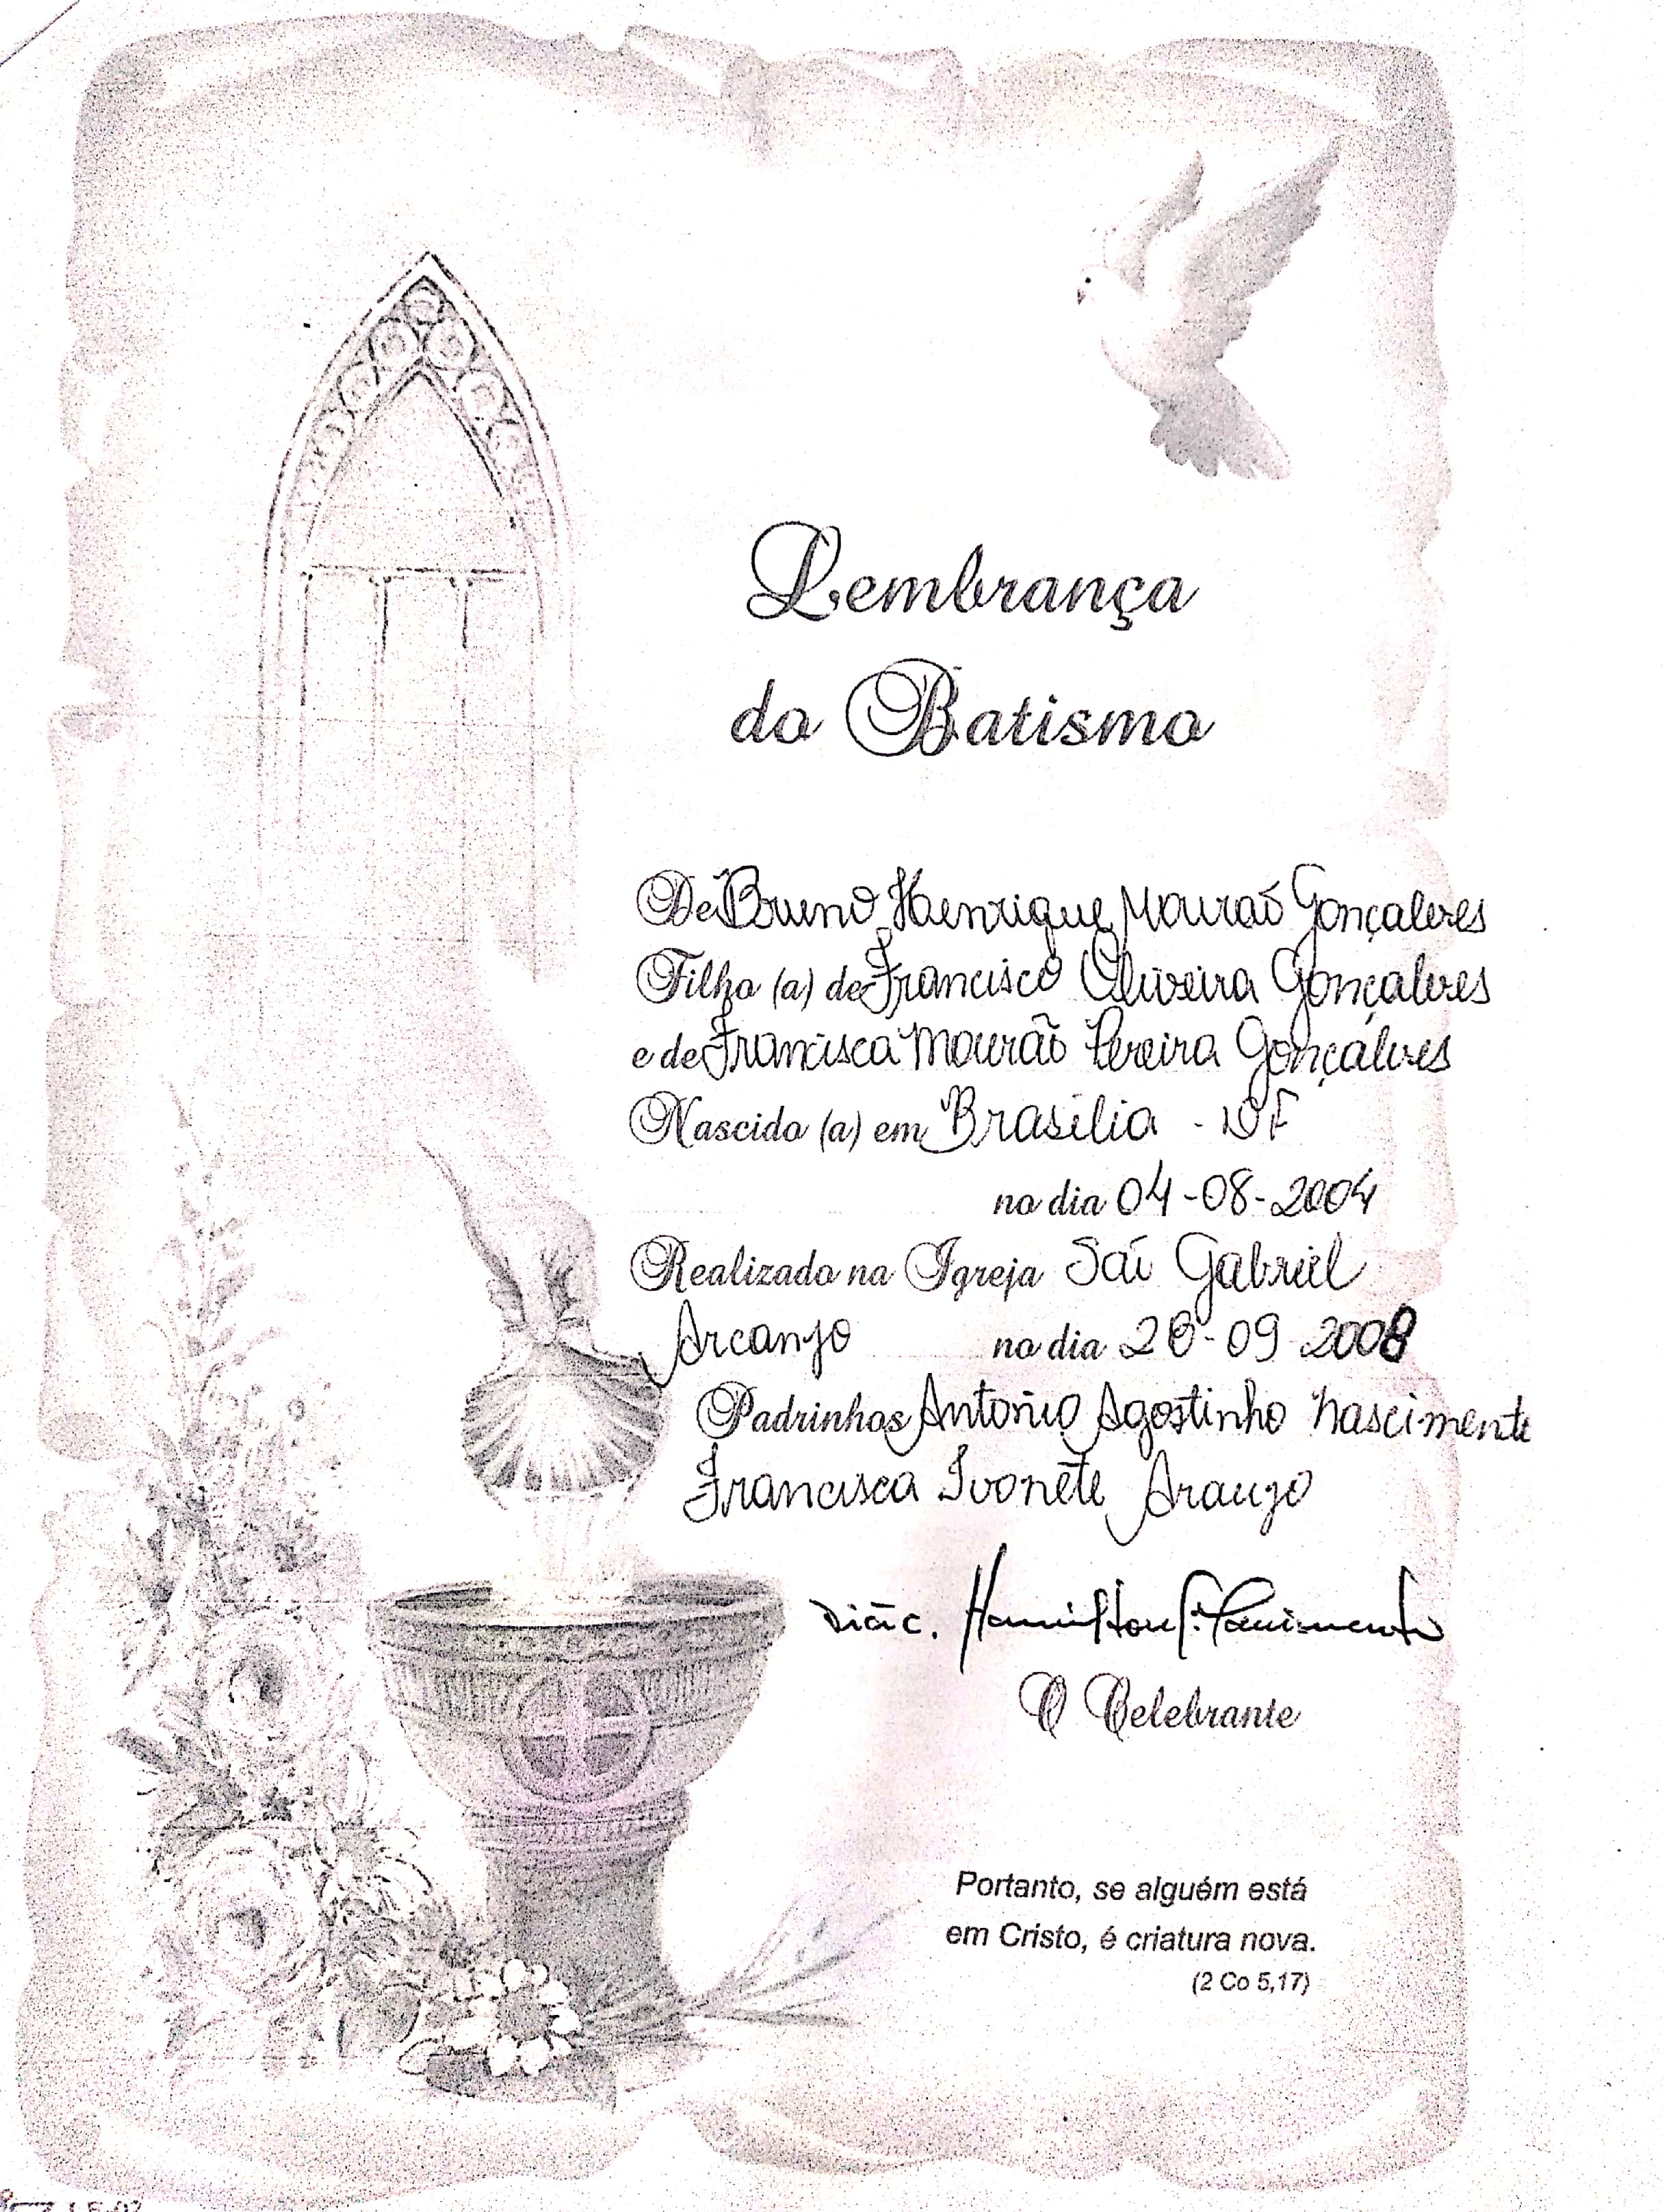 Lembrança
do Batismo
De Bruno Henrique Mourão Gonçalves
Filho (a) de Francisco Oliveira Gonçalves
e de Francisca Mourão Pereira Gonçalves
Nascido (a) em Brasilia - DF
no dia 04-08-2004
Realizado na Igreja São Gabriel
Arcanjo no dia 28-09-2008
Padrinhos Antonio Agostinho Nascimento
Francisca Ivonete Araujo
Diác. Hamilton
O Celebrante
Portanto, se alguém está
em Cristo, é criatura nova.
(2 Co 5,17)